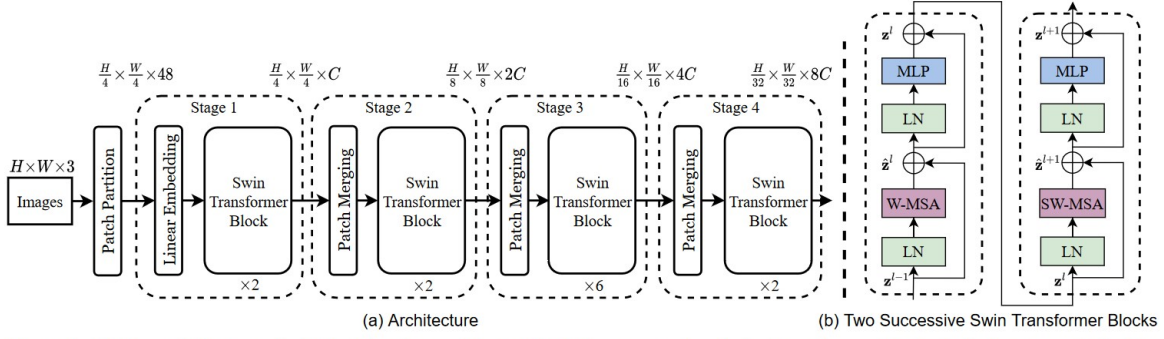 H/4 × W/4 × 48
H/4 × W/4 × C
H/8 × W/8 × 2C
H/16 × W/16 × 4C
H/32 × W/32 × 8C
Stage 1
Stage 2
Stage 3
Stage 4
H×W×3
Images
Patch Partition
Linear Embedding
Swin
Transformer
Block
×2
Patch Merging
Swin
Transformer
Block
×2
Patch Merging
Swin
Transformer
Block
×6
Patch Merging
Swin
Transformer
Block
×2
(a) Architecture
z^l
MLP
LN
ẑ^l
W-MSA
LN
z^{l-1}
z^{l+1}
MLP
LN
ẑ^{l+1}
SW-MSA
LN
z^l
(b) Two Successive Swin Transformer Blocks